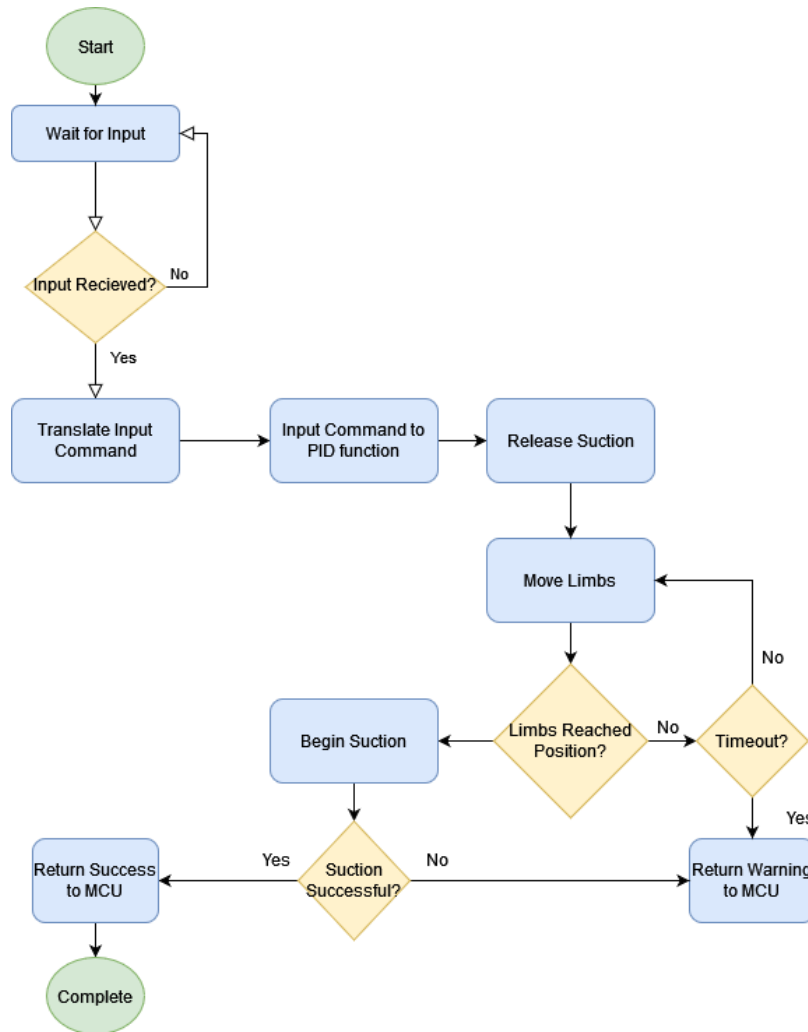 Start
Wait for Input
Input Recieved?
No
Yes
Translate Input
Command
Input Command to
PID function
Release Suction
Move Limbs
No
Limbs Reached
Position?
No
Timeout?
Begin Suction
Yes
Suction
Successful?
Yes
No
Return Success
to MCU
Return Warning
to MCU
Complete